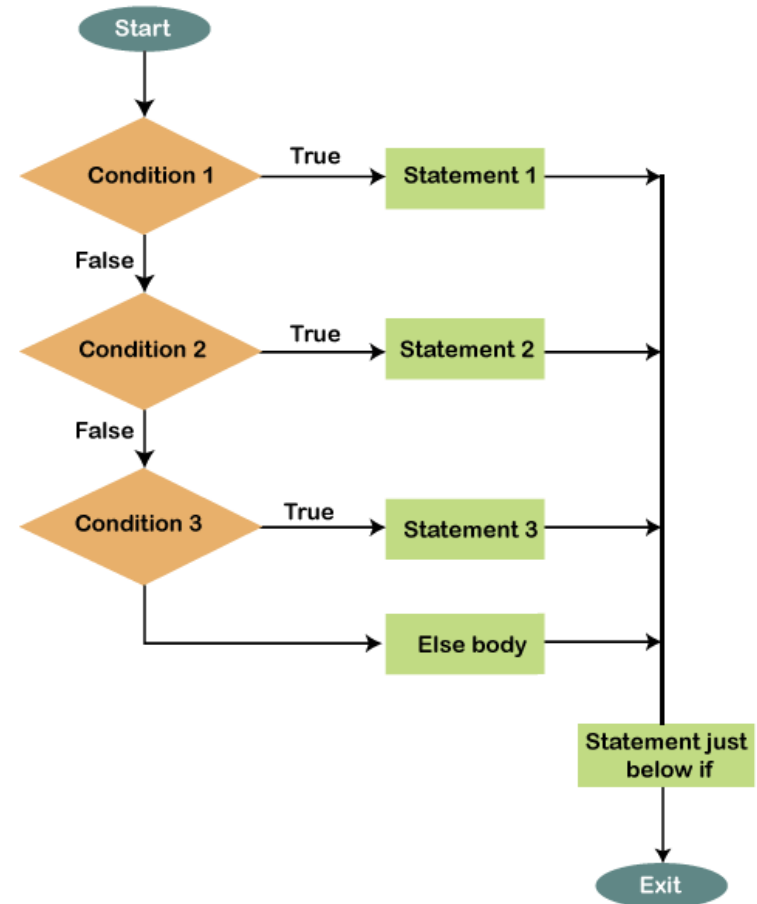 Start
Condition 1
True
Statement 1
False
Condition 2
True
Statement 2
False
Condition 3
True
Statement 3
Else body
Statement just
below if
Exit